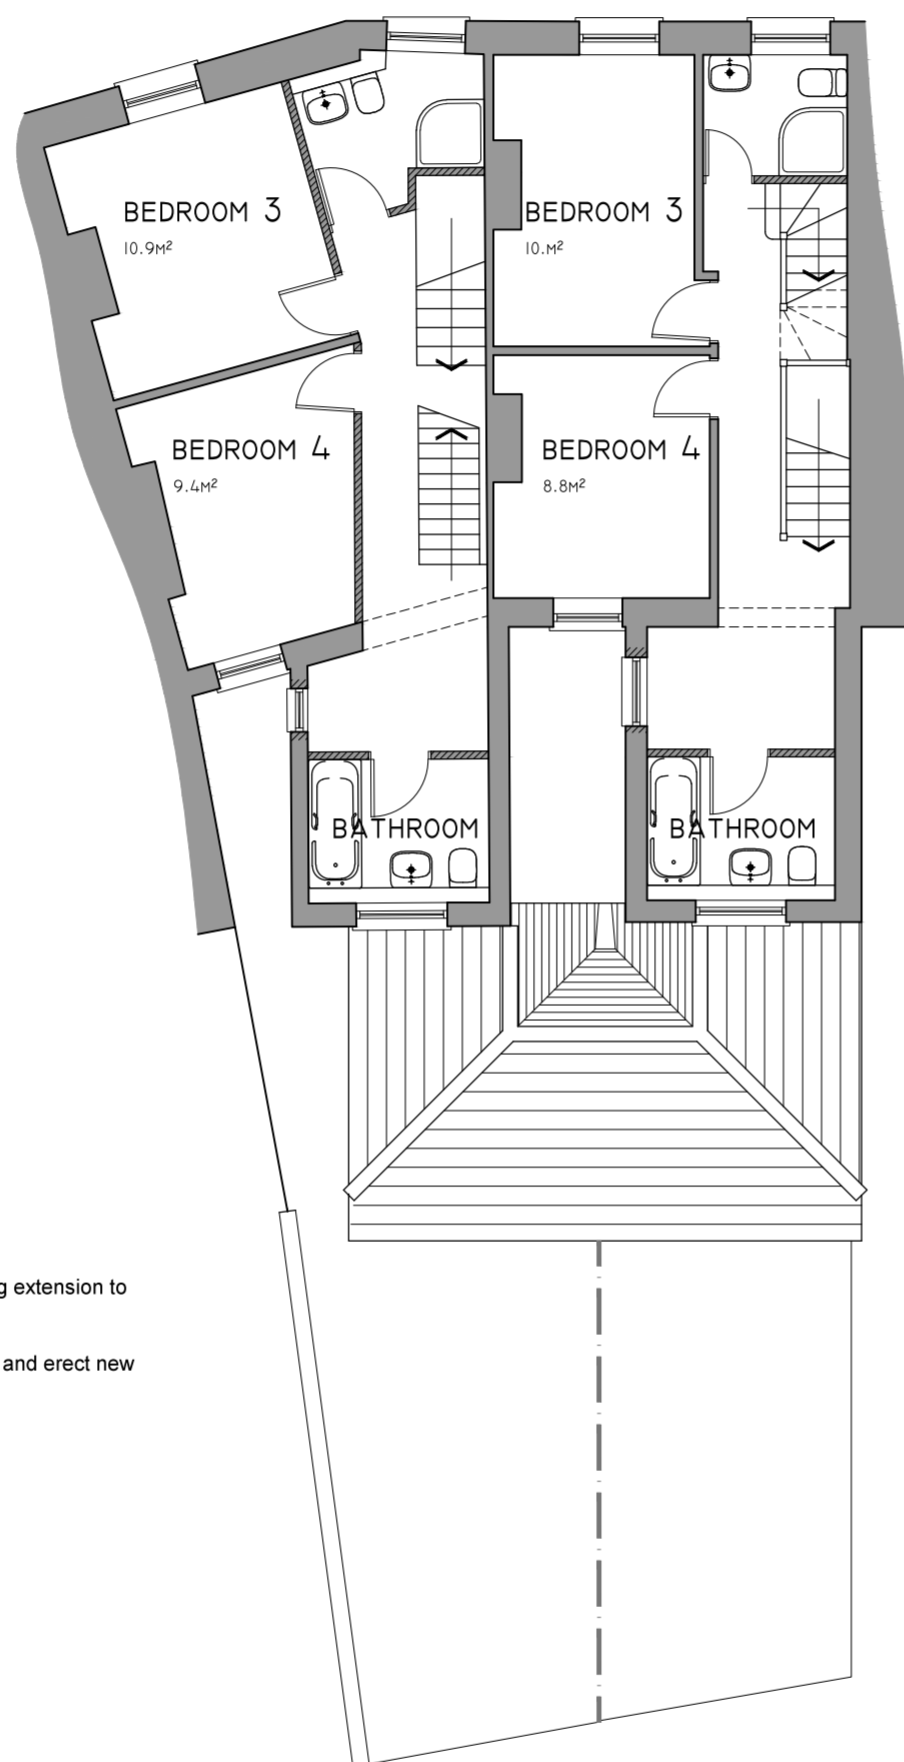 BEDROOM 3
10.9M²
BEDROOM 3
10.M²
BEDROOM 4
9.4M²
BEDROOM 4
8.8M²
BATHROOM
BATHROOM
extension to
and erect new